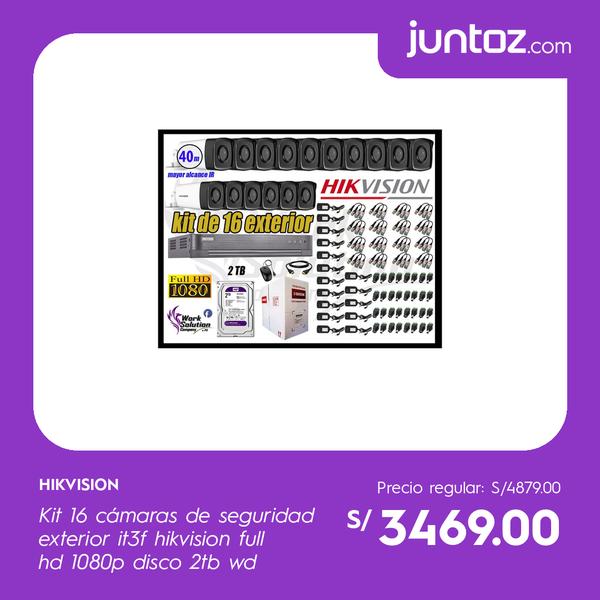 juntoz.com
40m
mayor alcance IR
HIKVISION
kit de 16 exterior
2 TB
Full HD
1080
Work
Solution
Company
HIKVISION
Kit 16 cámaras de seguridad
exterior it3f hikvision full
hd 1080p disco 2tb wd
Precio regular: S/4879.00
S/ 3469.00